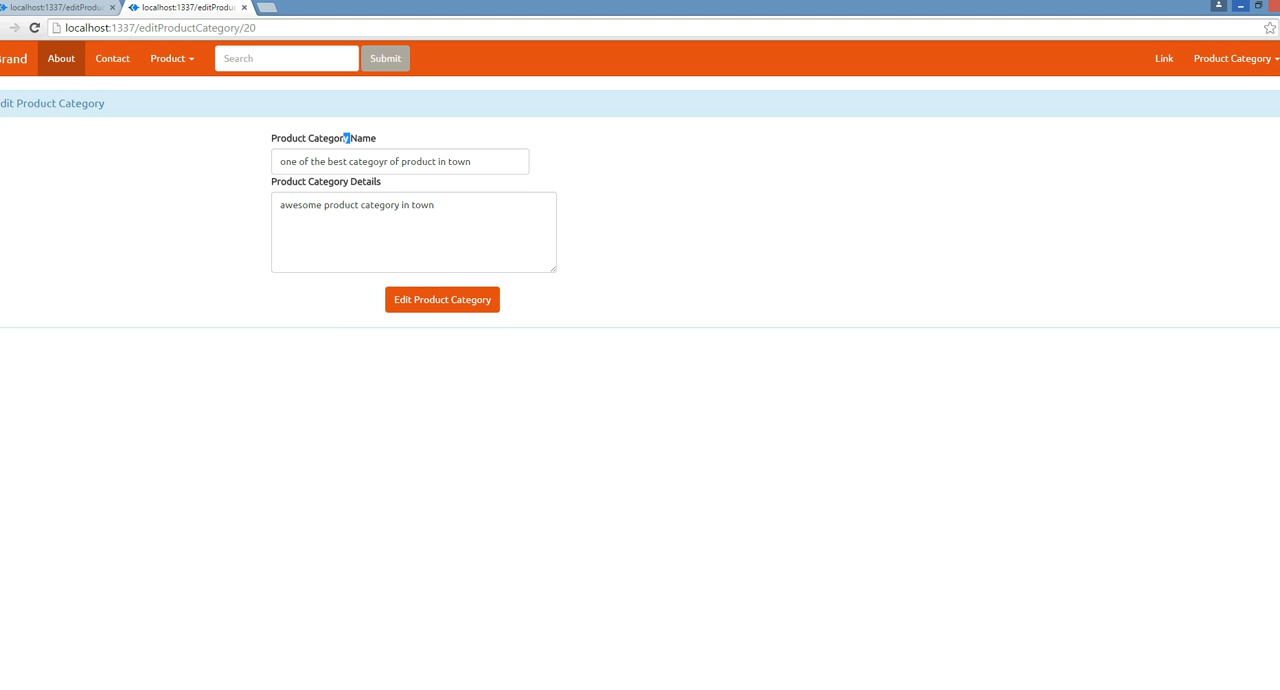 localhost:1337/editProdu localhost:1337/editProdu
localhost:1337/editProductCategory/20
rand About Contact Product Search Submit Link Product Category
dit Product Category
Product Category Name
one of the best categoyr of product in town
Product Category Details
awesome product category in town
Edit Product Category